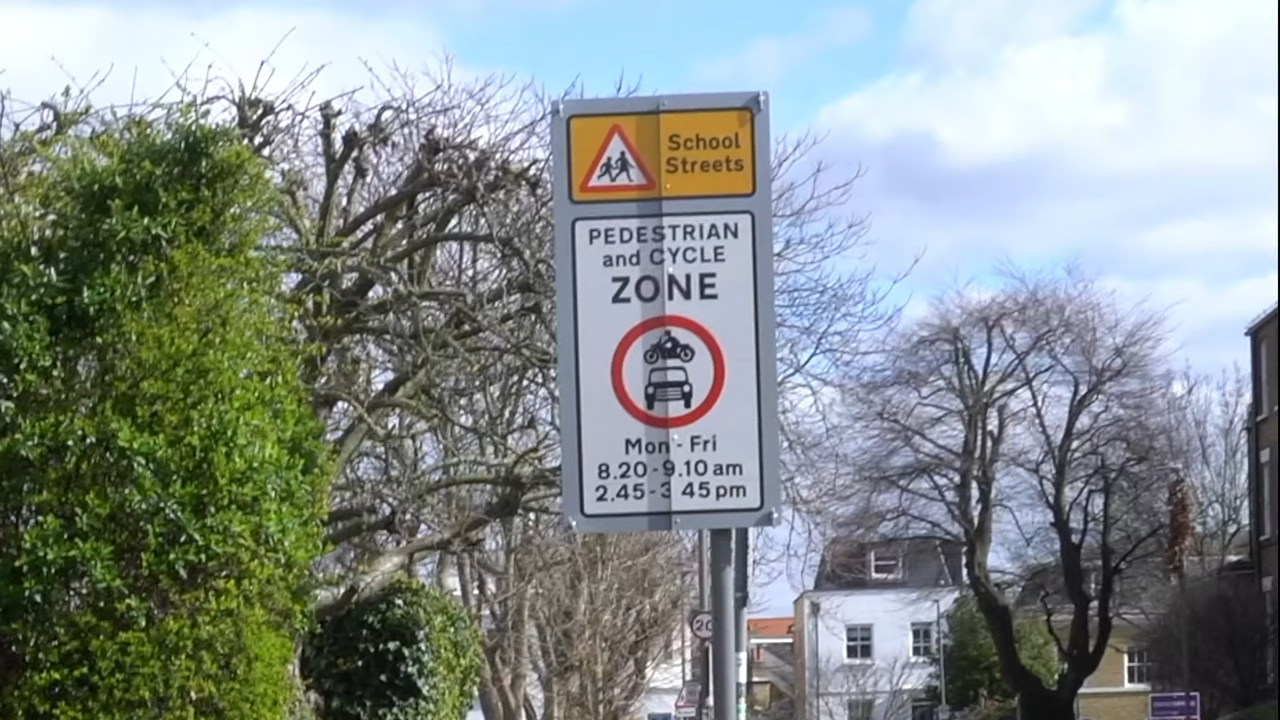 School
Streets
PEDESTRIAN
and CYCLE
ZONE
Mon - Fri
8.20 - 9.10 am
2.45 - 3 45 pm
20